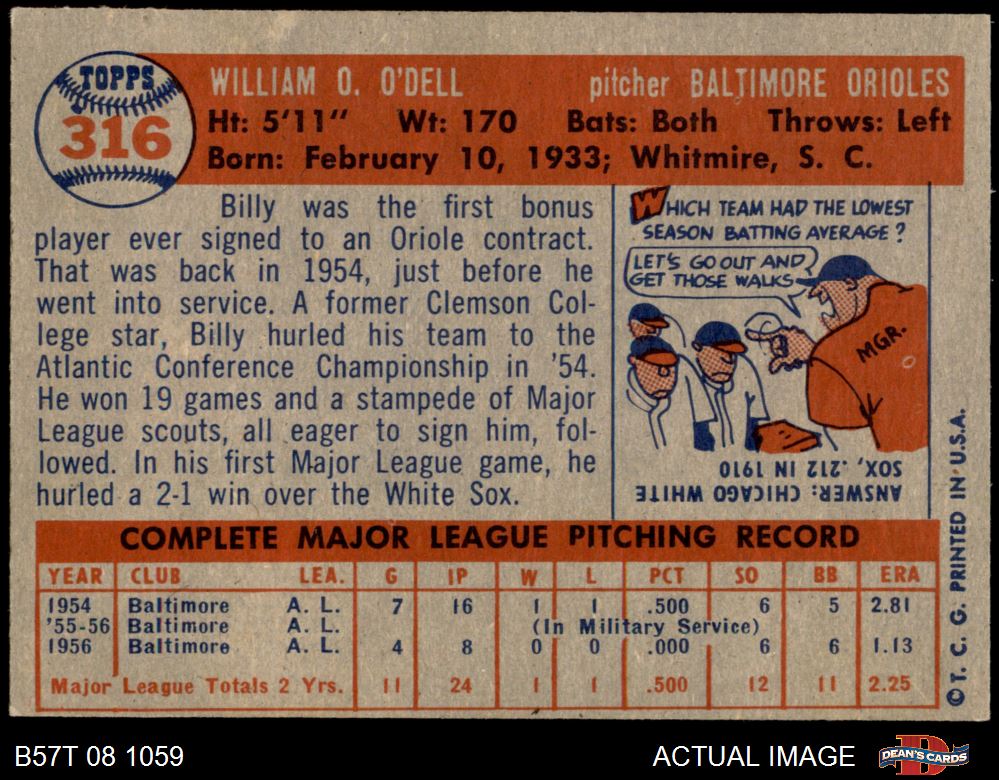 TOPPS
316
WILLIAM O. O'DELL pitcher BALTIMORE ORIOLES
Ht: 5'11" Wt: 170 Bats: Both Throws: Left
Born: February 10, 1933; Whitmire, S. C.
Billy was the first bonus
player ever signed to an Oriole contract.
That was back in 1954, just before he
went into service. A former Clemson Col-
lege star, Billy hurled his team to the
Atlantic Conference Championship in '54.
He won 19 games and a stampede of Major
League scouts, all eager to sign him, fol-
lowed. In his first Major League game, he
hurled a 2-1 win over the White Sox.
WHICH TEAM HAD THE LOWEST
SEASON BATTING AVERAGE?
LET'S GO OUT AND
GET THOSE WALKS
MGR.
ANSWER: CHICAGO WHITE
SOX, .212 IN 1910
COMPLETE MAJOR LEAGUE PITCHING RECORD
YEAR CLUB LEA. G IP W L PCT SO BB ERA
1954 Baltimore A. L. 7 16 1 1 .500 6 5 2.81
'55-56 Baltimore A. L. (In Military Service)
1956 Baltimore A. L. 4 8 0 0 .000 6 6 1.13
Major League Totals 2 Yrs. 11 24 1 1 .500 12 11 2.25
© T. C. G. PRINTED IN U.S.A.
B57T 08 1059 ACTUAL IMAGE DEAN'S CARDS